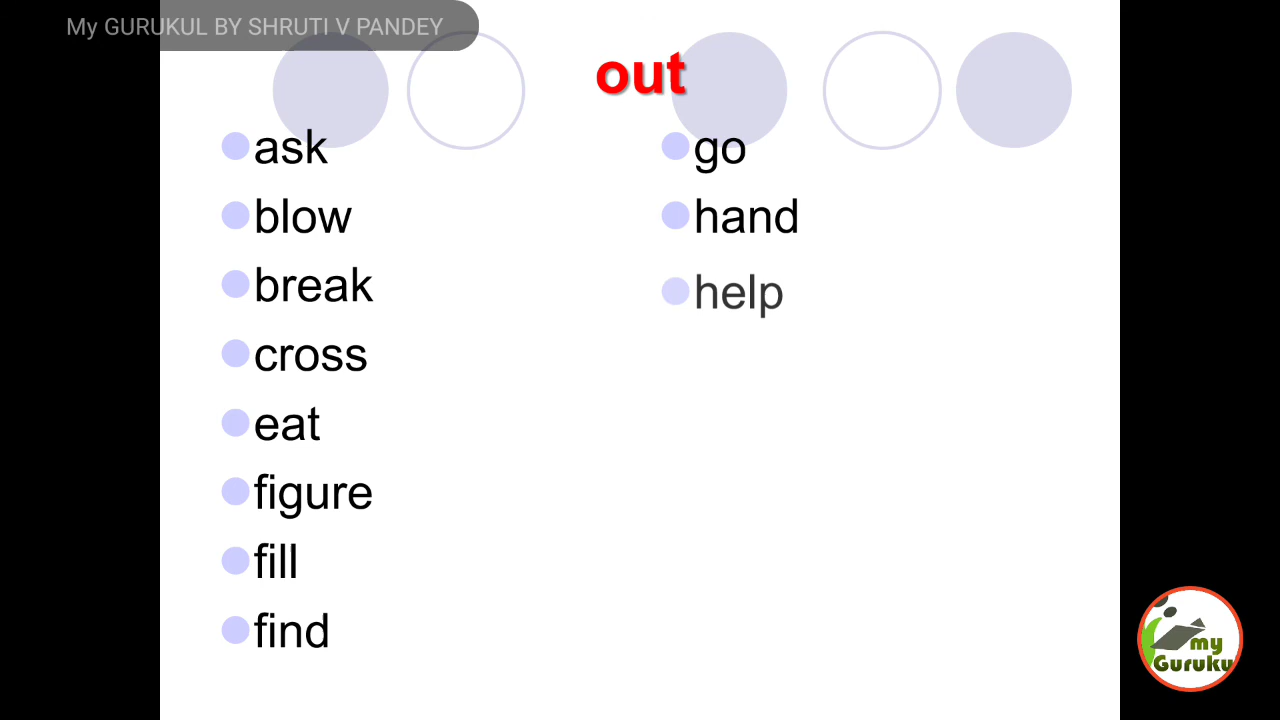 My GURUKUL BY SHRUTI V PANDEY
out
ask
blow
break
cross
eat
figure
fill
find
go
hand
help
my
Guruku